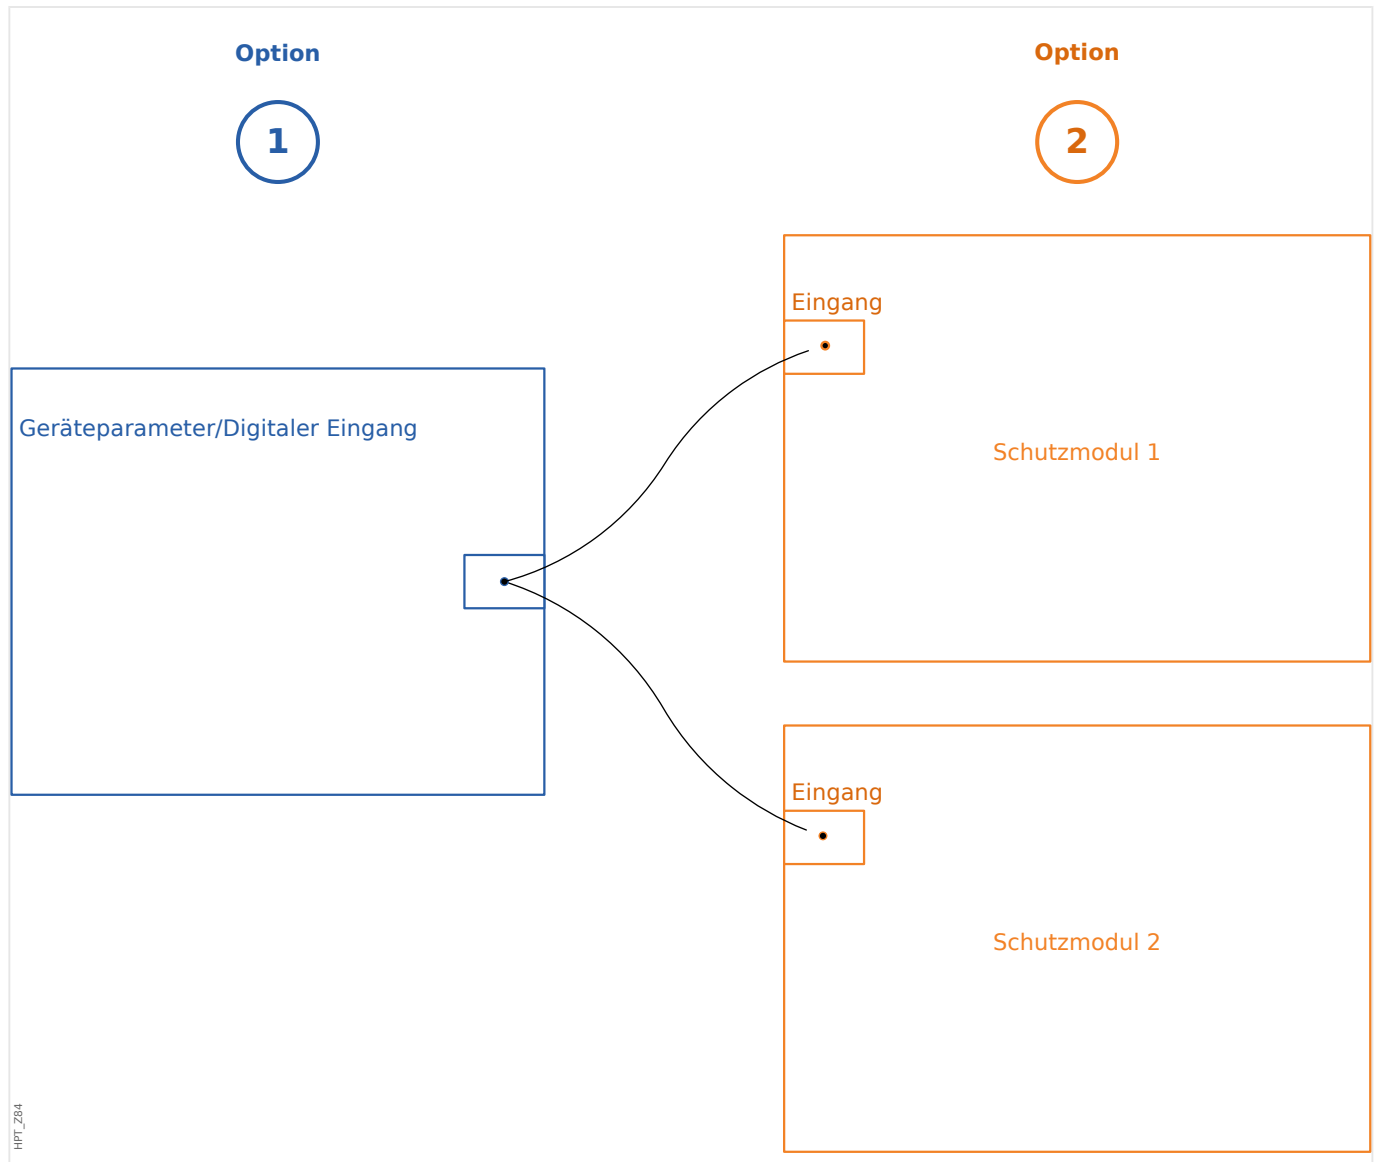 Option
1
Option
2
Geräteparameter/Digitaler Eingang
Eingang
Schutzmodul 1
Eingang
Schutzmodul 2
HPT_Z84